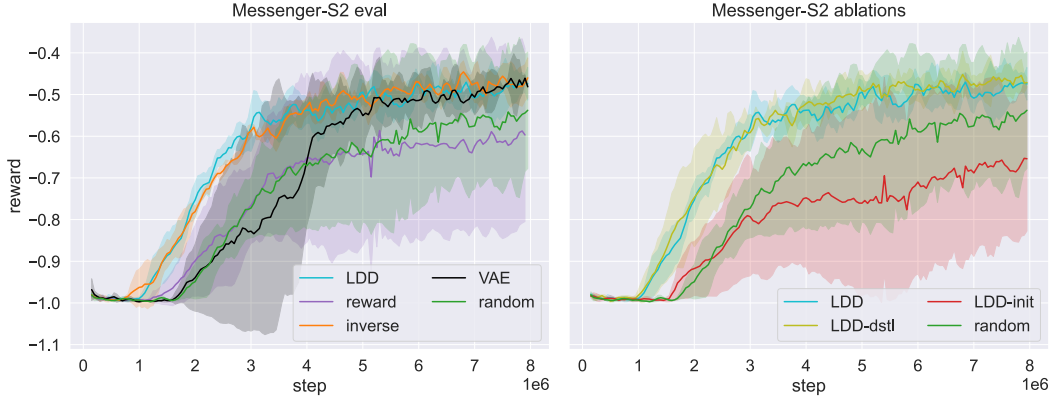 Messenger-S2 eval
Messenger-S2 ablations
reward
−0.4
−0.5
−0.6
−0.7
−0.8
−0.9
−1.0
−1.1
LDD
reward
inverse
VAE
random
LDD
LDD-dstl
LDD-init
random
0 1 2 3 4 5 6 7 8
1e6
step
0 1 2 3 4 5 6 7 8
1e6
step